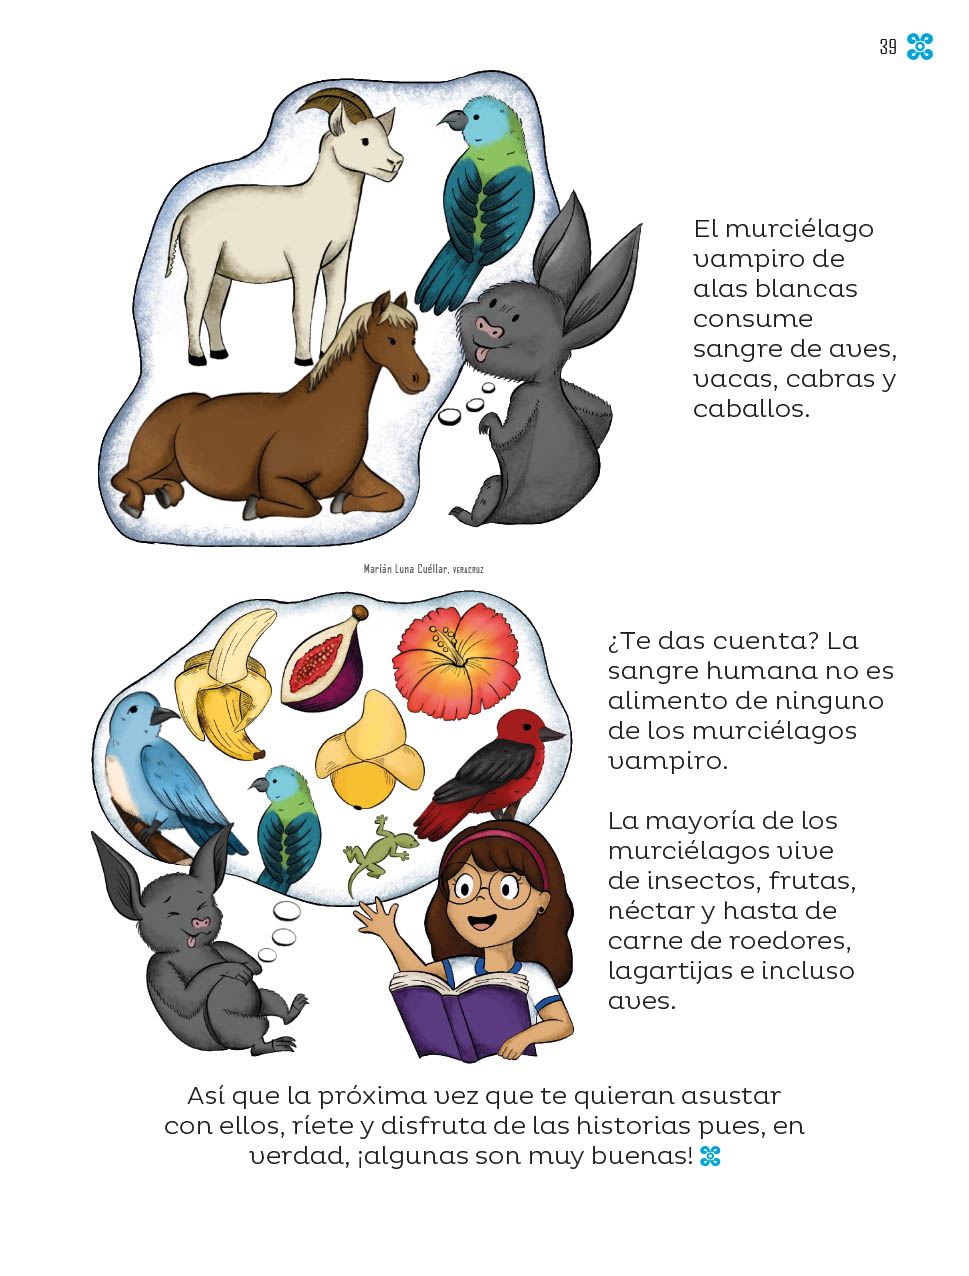 39
El murciélago
vampiro de
alas blancas
consume
sangre de aves,
vacas, cabras y
caballos.
Marián Luna Cuéllar, VERACRUZ
¿Te das cuenta? La
sangre humana no es
alimento de ninguno
de los murciélagos
vampiro.
La mayoría de los
murciélagos vive
de insectos, frutas,
néctar y hasta de
carne de roedores,
lagartijas e incluso
aves.
Así que la próxima vez que te quieran asustar
con ellos, ríete y disfruta de las historias pues, en
verdad, ¡algunas son muy buenas!